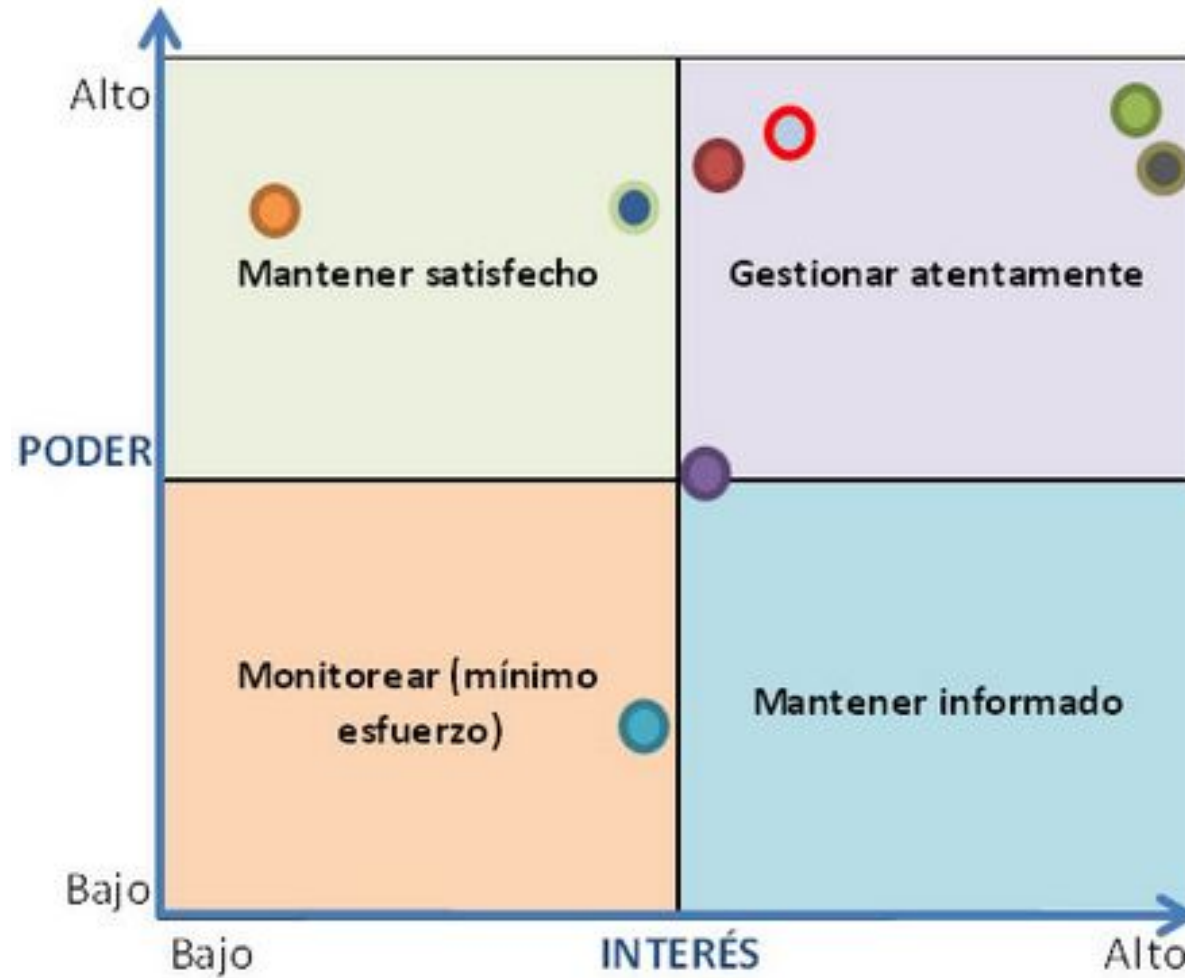 Alto
Mantener satisfecho
Gestionar atentamente
PODER
Monitorear (mínimo
esfuerzo)
Mantener informado
Bajo
Bajo
INTERÉS
Alto